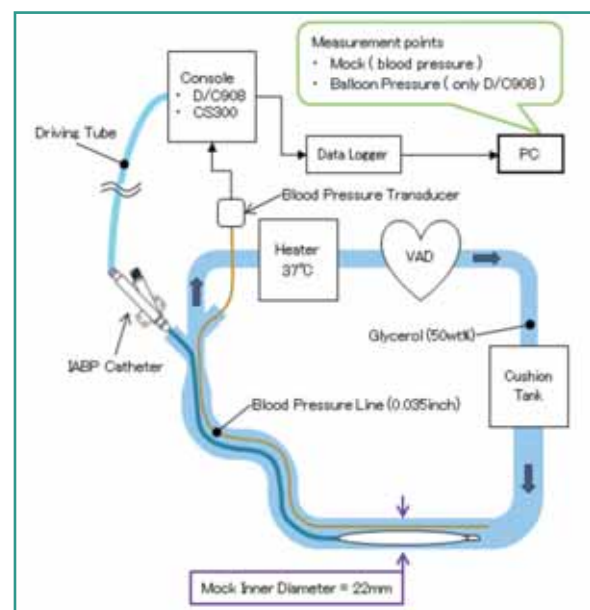 Measurement points
• Mock ( blood pressure )
• Balloon Pressure ( only D/C908 )
Console
• D/C908
• CS300
Driving Tube
Data Logger
PC
Blood Pressure Transducer
Heater
37℃
VAD
Glycerol (50wt%)
IABP Catheter
Cushion
Tank
Blood Pressure Line (0.035inch)
Mock Inner Diameter = 22mm